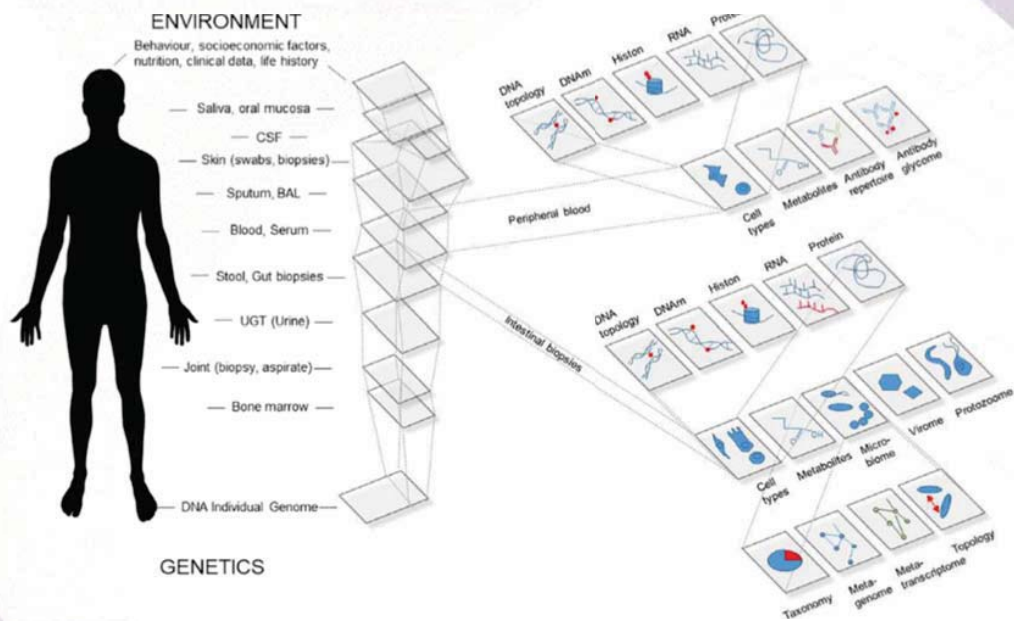 ENVIRONMENT
Behaviour, socioeconomic factors,
nutrition, clinical data, life history
Saliva, oral mucosa
CSF
Skin (swabs, biopsies)
Sputum, BAL
Blood, Serum
Stool, Gut biopsies
UGT (Urine)
Joint (biopsy, aspirate)
Bone marrow
DNA Individual Genome
GENETICS
DNA
topology
DNAm
Histon
RNA
Protein
Peripheral blood
Cell
types
Metabolites
Antibody
repertoire
Antibody
glycome
Intestinal biopsies
DNA
topology
DNAm
Histon
RNA
Protein
Cell
types
Metabolites
Micro-
biome
Virome
Protozoome
Taxonomy
Meta-
genome
Meta-
transcriptome
Topology